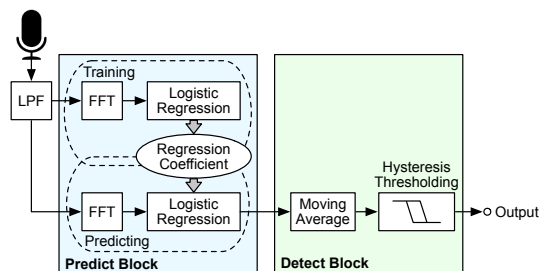 Training
LPF
FFT
Logistic
Regression
Regression
Coefficient
Hysteresis
Thresholding
FFT
Logistic
Regression
Moving
Average
Output
Predicting
Predict Block
Detect Block